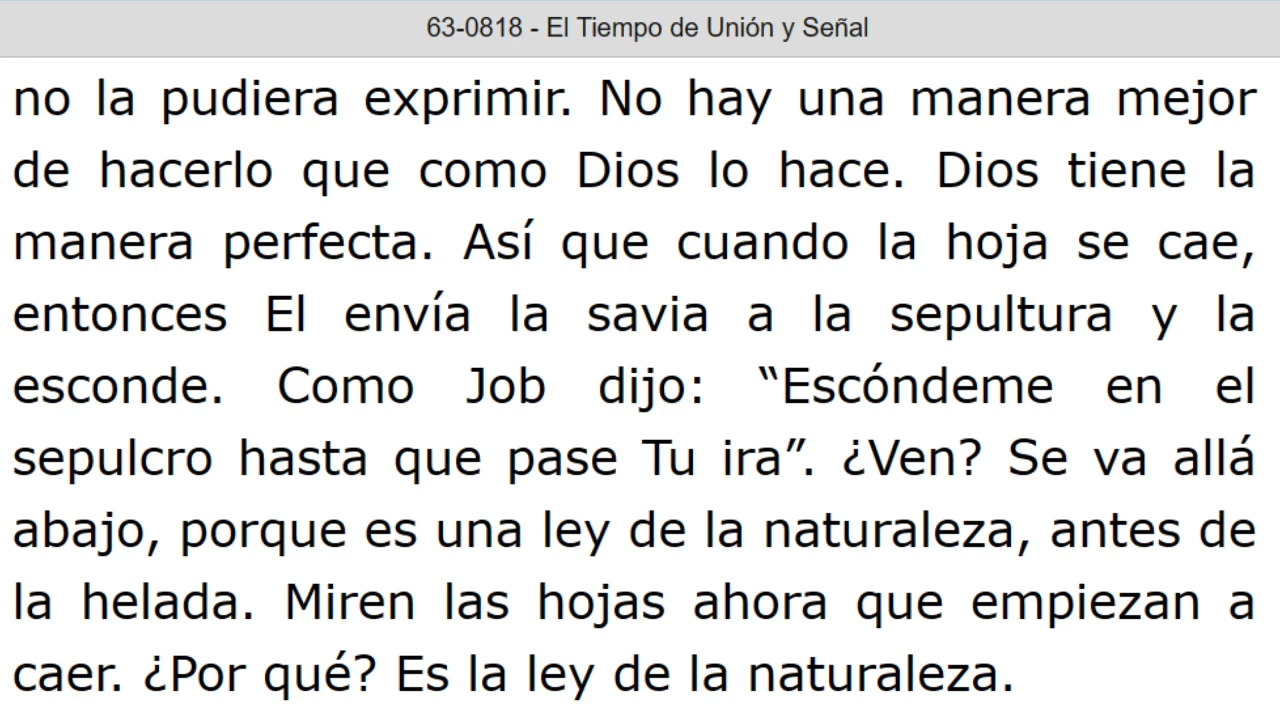 63-0818 - El Tiempo de Unión y Señal
no la pudiera exprimir. No hay una manera mejor
de hacerlo que como Dios lo hace. Dios tiene la
manera perfecta. Así que cuando la hoja se cae,
entonces El envía la savia a la sepultura y la
esconde. Como Job dijo: “Escóndeme en el
sepulcro hasta que pase Tu ira”. ¿Ven? Se va allá
abajo, porque es una ley de la naturaleza, antes de
la helada. Miren las hojas ahora que empiezan a
caer. ¿Por qué? Es la ley de la naturaleza.